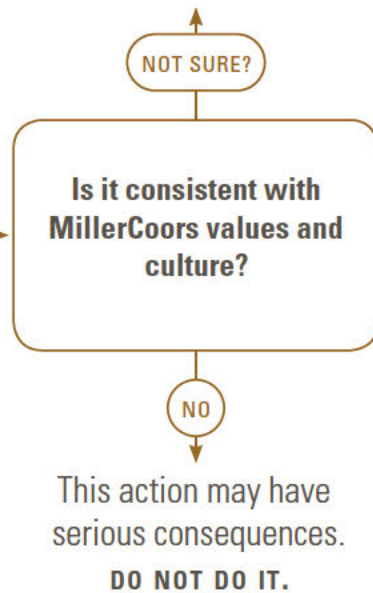 NOT SURE?
Is it consistent with
MillerCoors values and
culture?
NO
This action may have
serious consequences.
DO NOT DO IT.